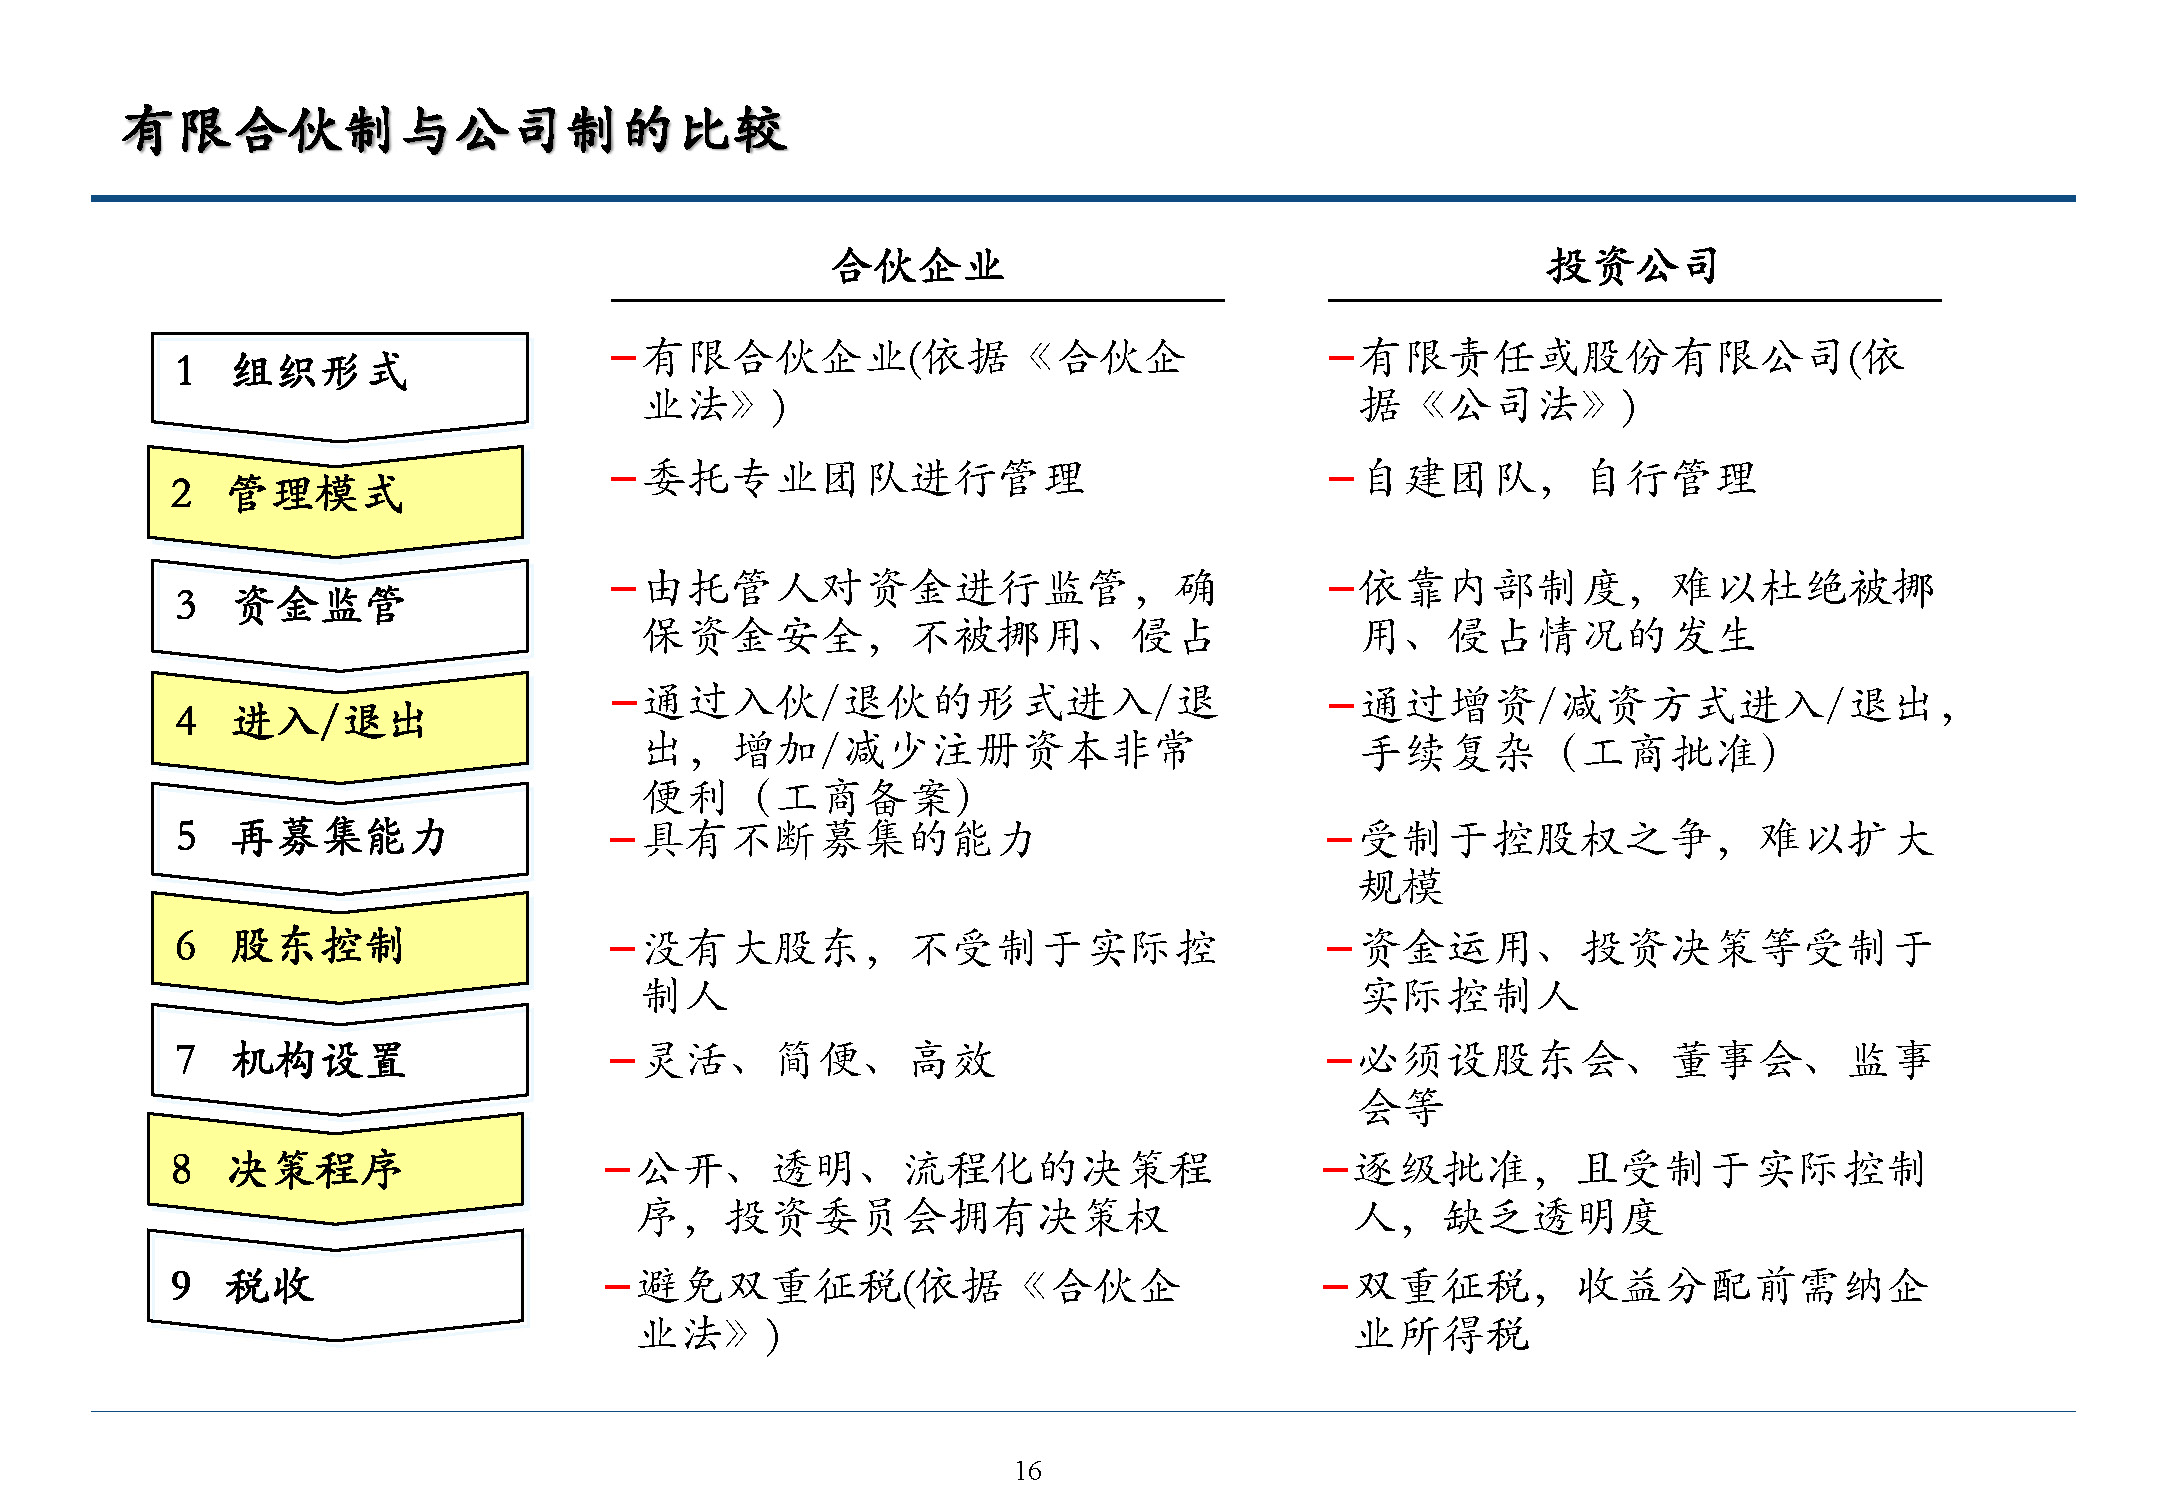 有限合伙制与公司制的比较
合伙企业
投资公司
1 组织形式
–有限合伙企业(依据《合伙企
业法》)
–有限责任或股份有限公司(依
据《公司法》)
2 管理模式
–委托专业团队进行管理
–自建团队，自行管理
3 资金监管
–由托管人对资金进行监管，确
保资金安全，不被挪用、侵占
–依靠内部制度，难以杜绝被挪
用、侵占情况的发生
4 进入/退出
–通过入伙/退伙的形式进入/退
出，增加/减少注册资本非常
便利（工商备案）
–通过增资/减资方式进入/退出，
手续复杂（工商批准）
5 再募集能力
–具有不断募集的能力
–受制于控股权之争，难以扩大
规模
6 股东控制
–没有大股东，不受制于实际控
制人
–资金运用、投资决策等受制于
实际控制人
7 机构设置
–灵活、简便、高效
–必须设股东会、董事会、监事
会等
8 决策程序
–公开、透明、流程化的决策程
序，投资委员会拥有决策权
–逐级批准，且受制于实际控制
人，缺乏透明度
9 税收
–避免双重征税(依据《合伙企
业法》)
–双重征税，收益分配前需纳企
业所得税
16